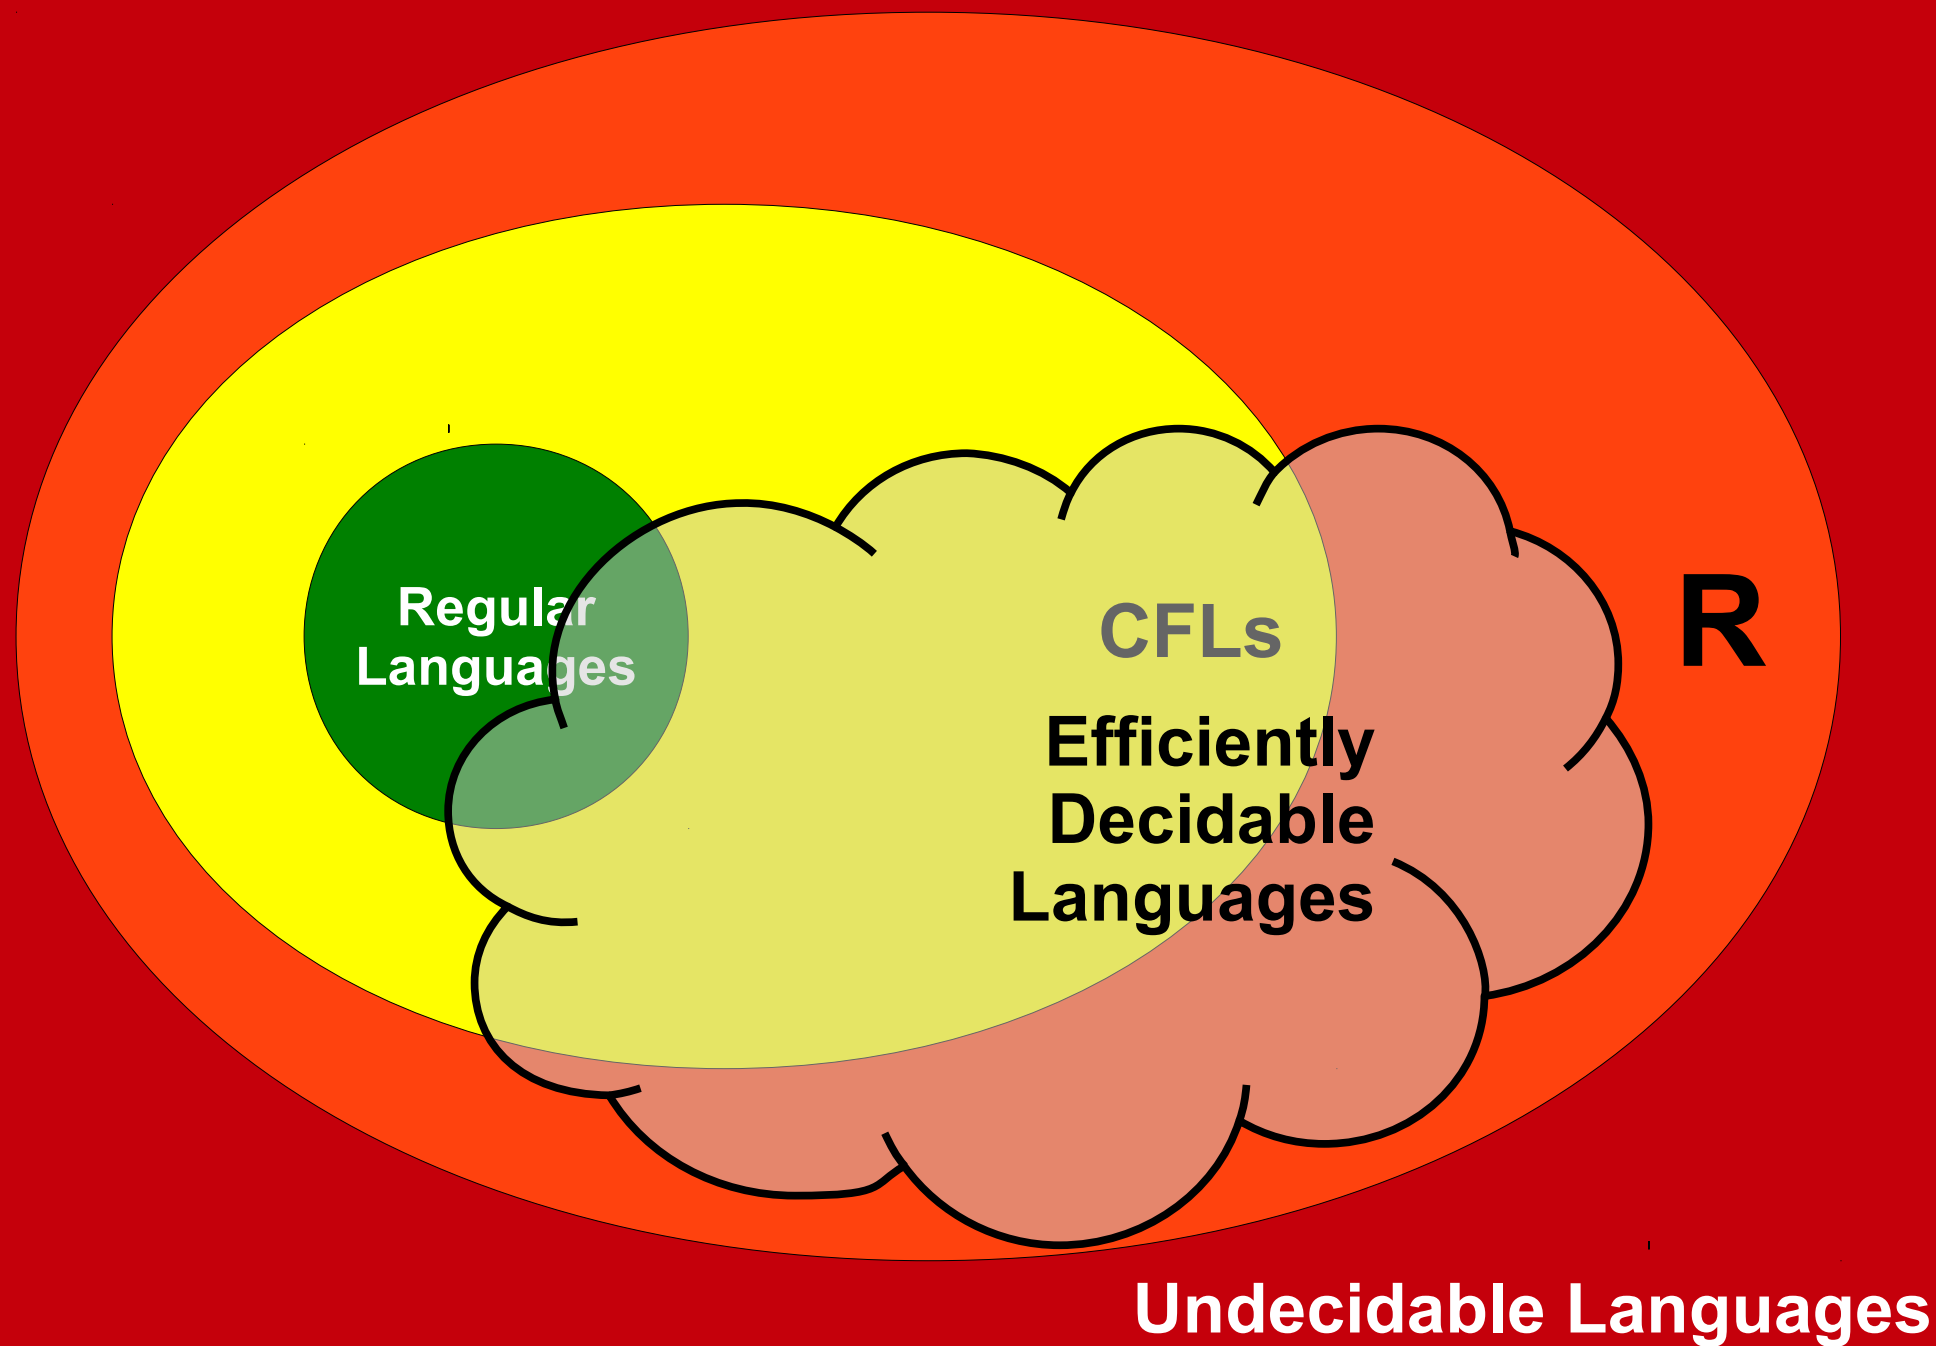 Regular
Languages
CFLs
R
Efficiently
Decidable
Languages
Undecidable Languages